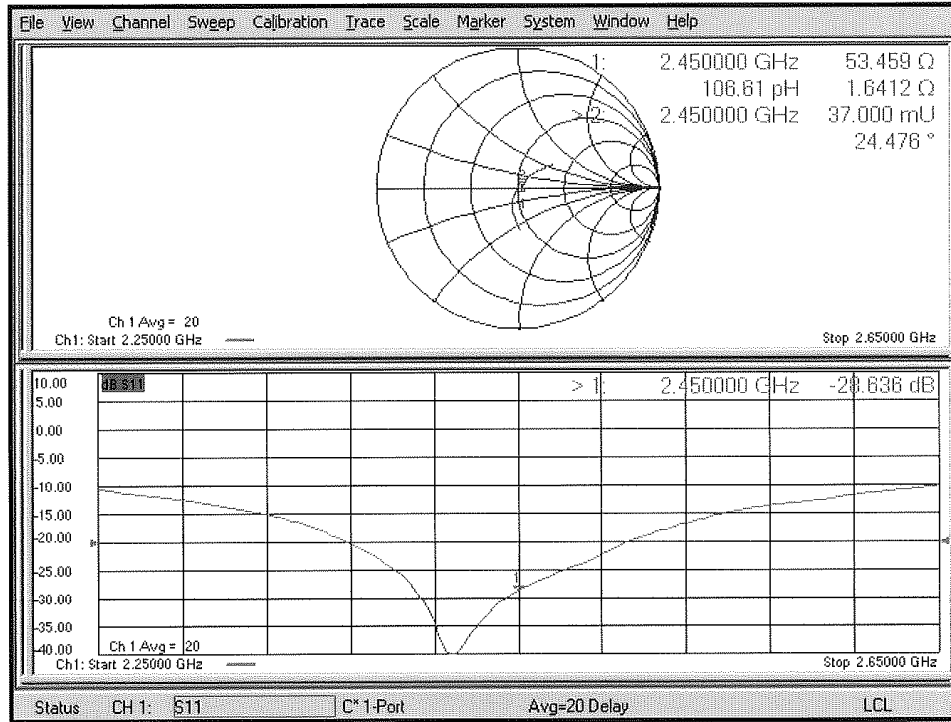 File View Channel Sweep Calibration Trace Scale Marker System Window Help
1: 2.450000 GHz 53.459 Ω
106.61 pH 1.6412 Ω
> 2: 2.450000 GHz 37.000 mU
24.476 °
Ch 1 Avg = 20
Ch1: Start 2.25000 GHz
Stop 2.65000 GHz
10.00 dB S11
> 1: 2.450000 GHz -28.636 dB
5.00
0.00
-5.00
-10.00
-15.00
-20.00
-25.00
1
-30.00
-35.00
-40.00
Ch 1 Avg = 20
Ch1: Start 2.25000 GHz
Stop 2.65000 GHz
Status CH 1: S11 C* 1-Port Avg=20 Delay LCL